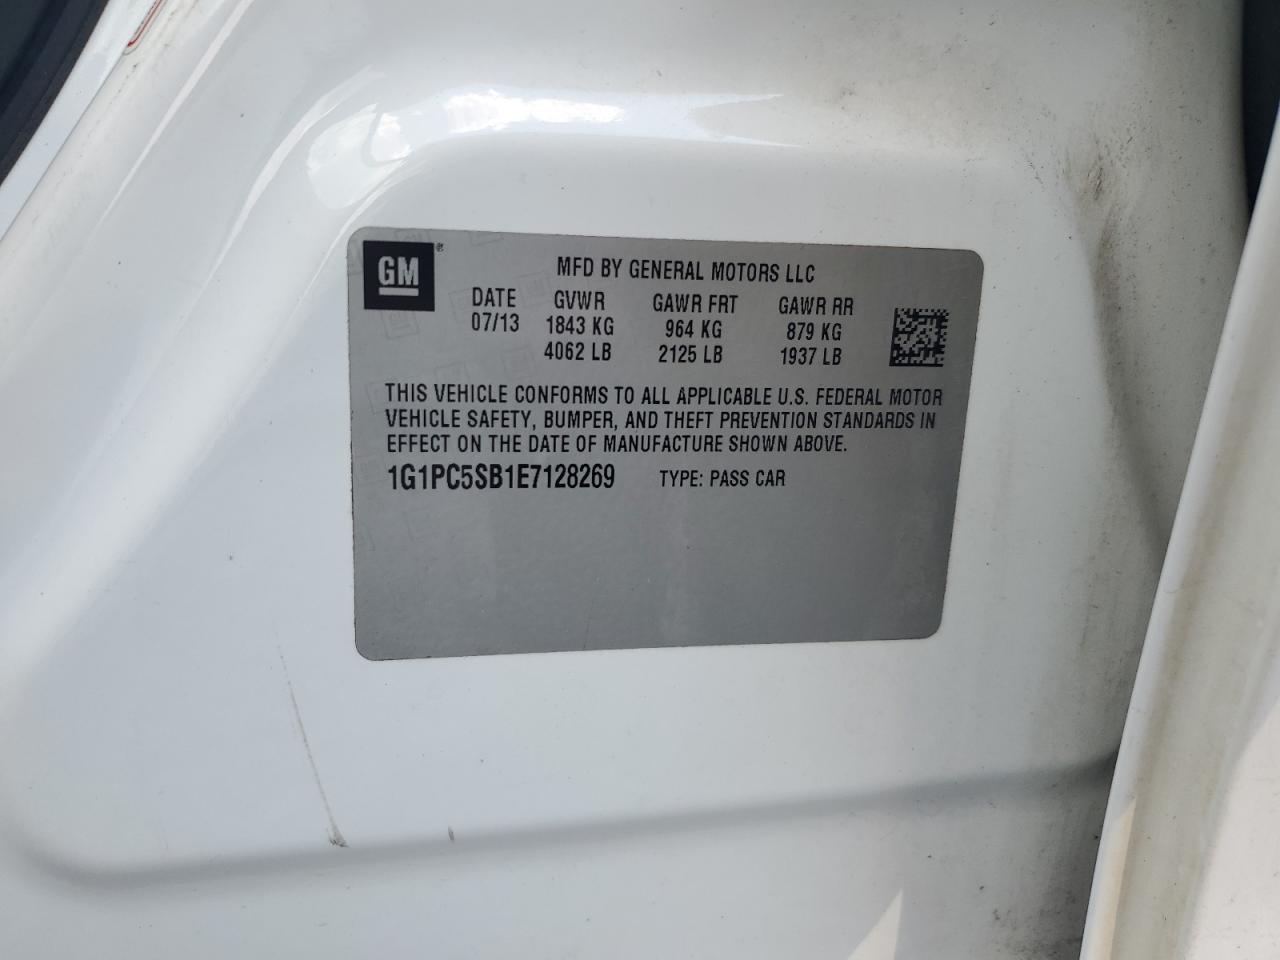 GM®
MFD BY GENERAL MOTORS LLC
DATE GVWR GAWR FRT GAWR RR
07/13 1843 KG 964 KG 879 KG
4062 LB 2125 LB 1937 LB
THIS VEHICLE CONFORMS TO ALL APPLICABLE U.S. FEDERAL MOTOR
VEHICLE SAFETY, BUMPER, AND THEFT PREVENTION STANDARDS IN
EFFECT ON THE DATE OF MANUFACTURE SHOWN ABOVE.
1G1PC5SB1E7128269 TYPE: PASS CAR